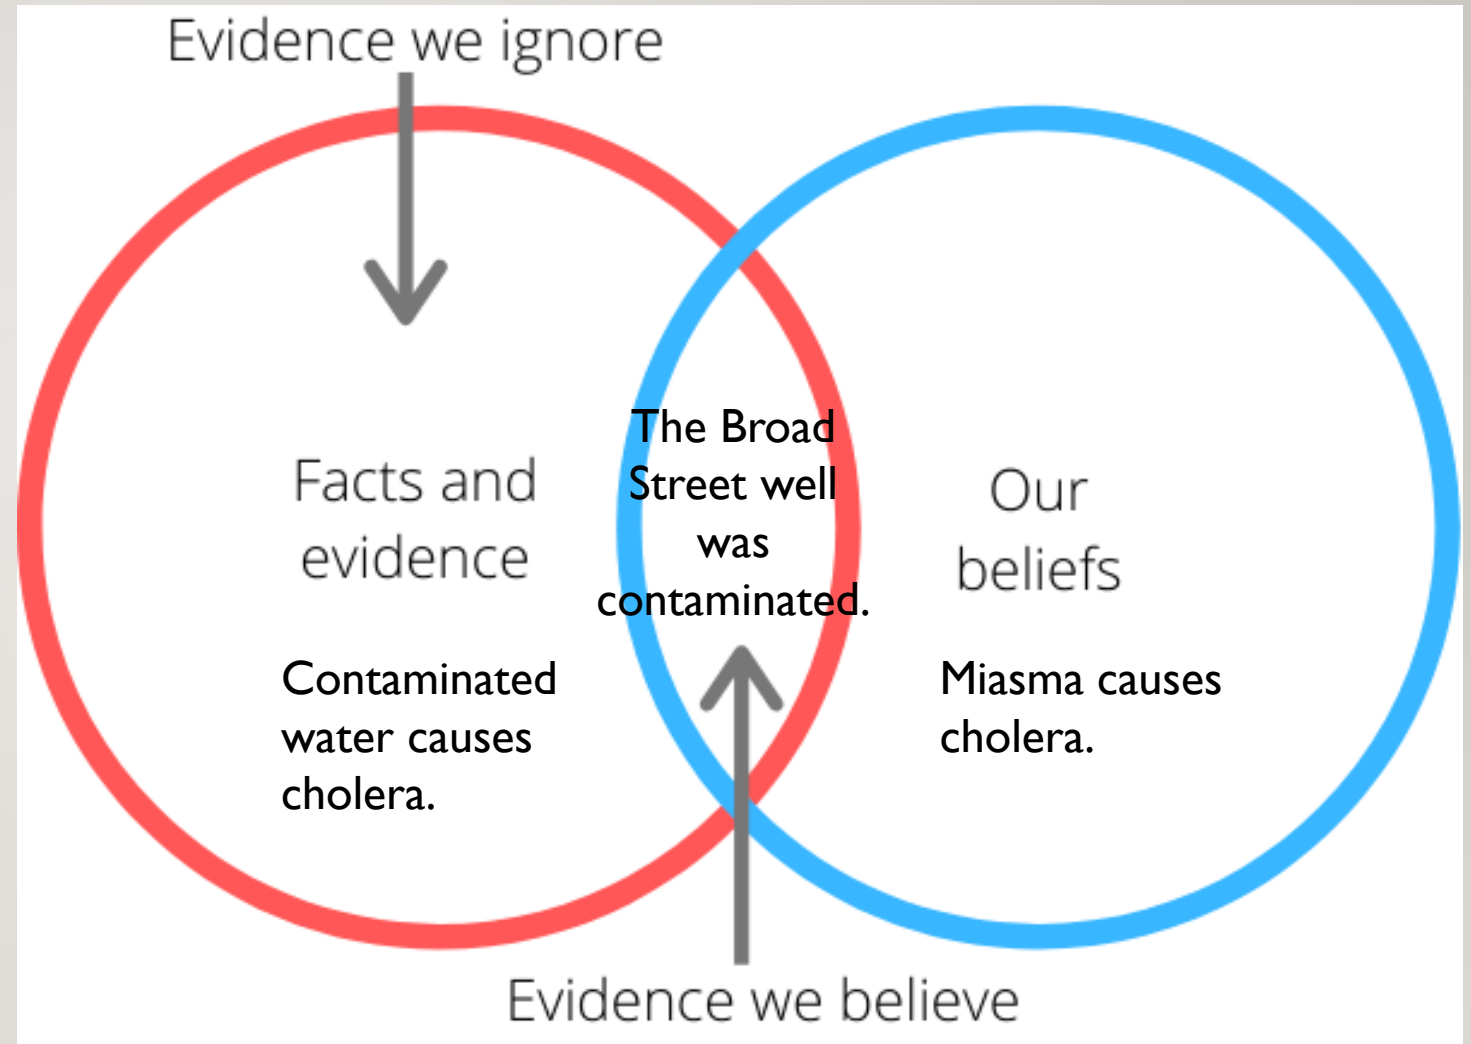 Evidence we ignore
The Broad
Street well
was
contaminated.
Facts and
evidence
Our
beliefs
Contaminated
water causes
cholera.
Miasma causes
cholera.
Evidence we believe